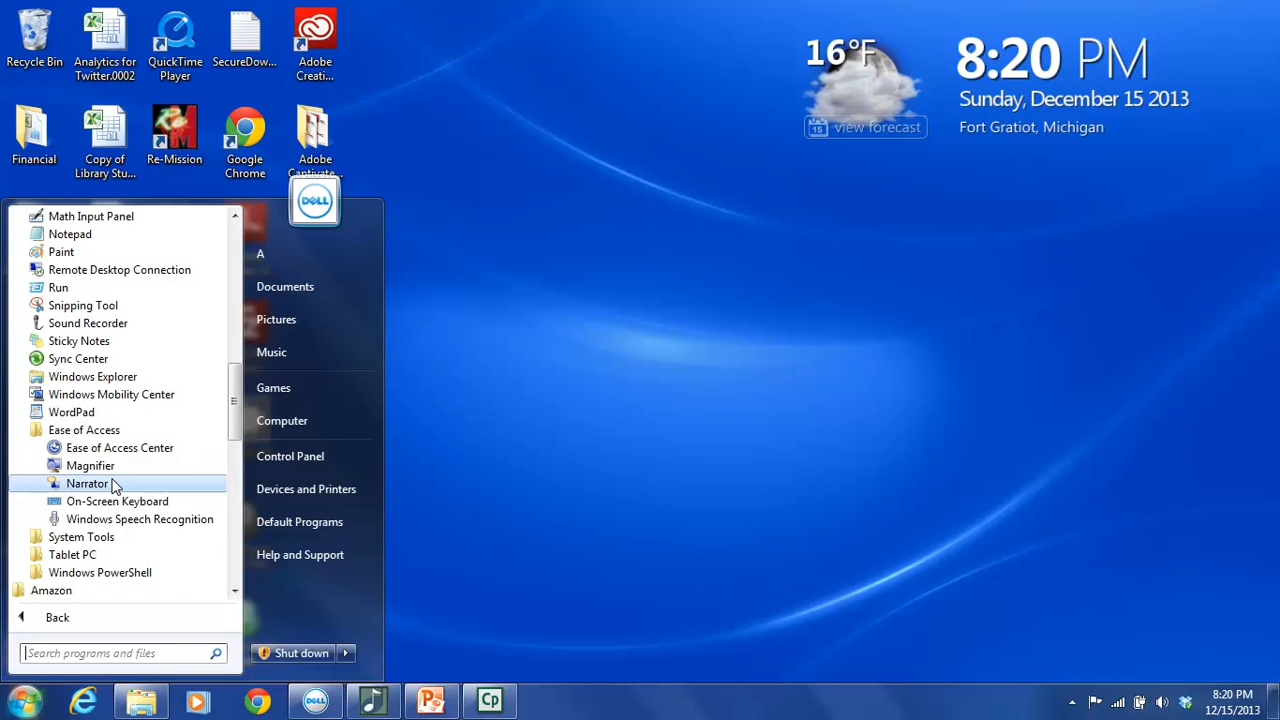 Recycle Bin
Analytics for
Twitter.0002
QuickTime
Player
SecureDow...
Adobe
Creati...
Financial
Copy of
Library Stu...
Re-Mission
Google
Chrome
Adobe
Captivate...
16°F
view forecast
15
8:20 PM
Sunday, December 15 2013
Fort Gratiot, Michigan
DELL
Math Input Panel
Notepad
Paint
Remote Desktop Connection
Run
Snipping Tool
Sound Recorder
Sticky Notes
Sync Center
Windows Explorer
Windows Mobility Center
WordPad
Ease of Access
Ease of Access Center
Magnifier
Narrator
On-Screen Keyboard
Windows Speech Recognition
System Tools
Tablet PC
Windows PowerShell
Amazon
Back
Search programs and files
A
Documents
Pictures
Music
Games
Computer
Control Panel
Devices and Printers
Default Programs
Help and Support
Shut down
DELL
P
Cp
8:20 PM
12/15/2013